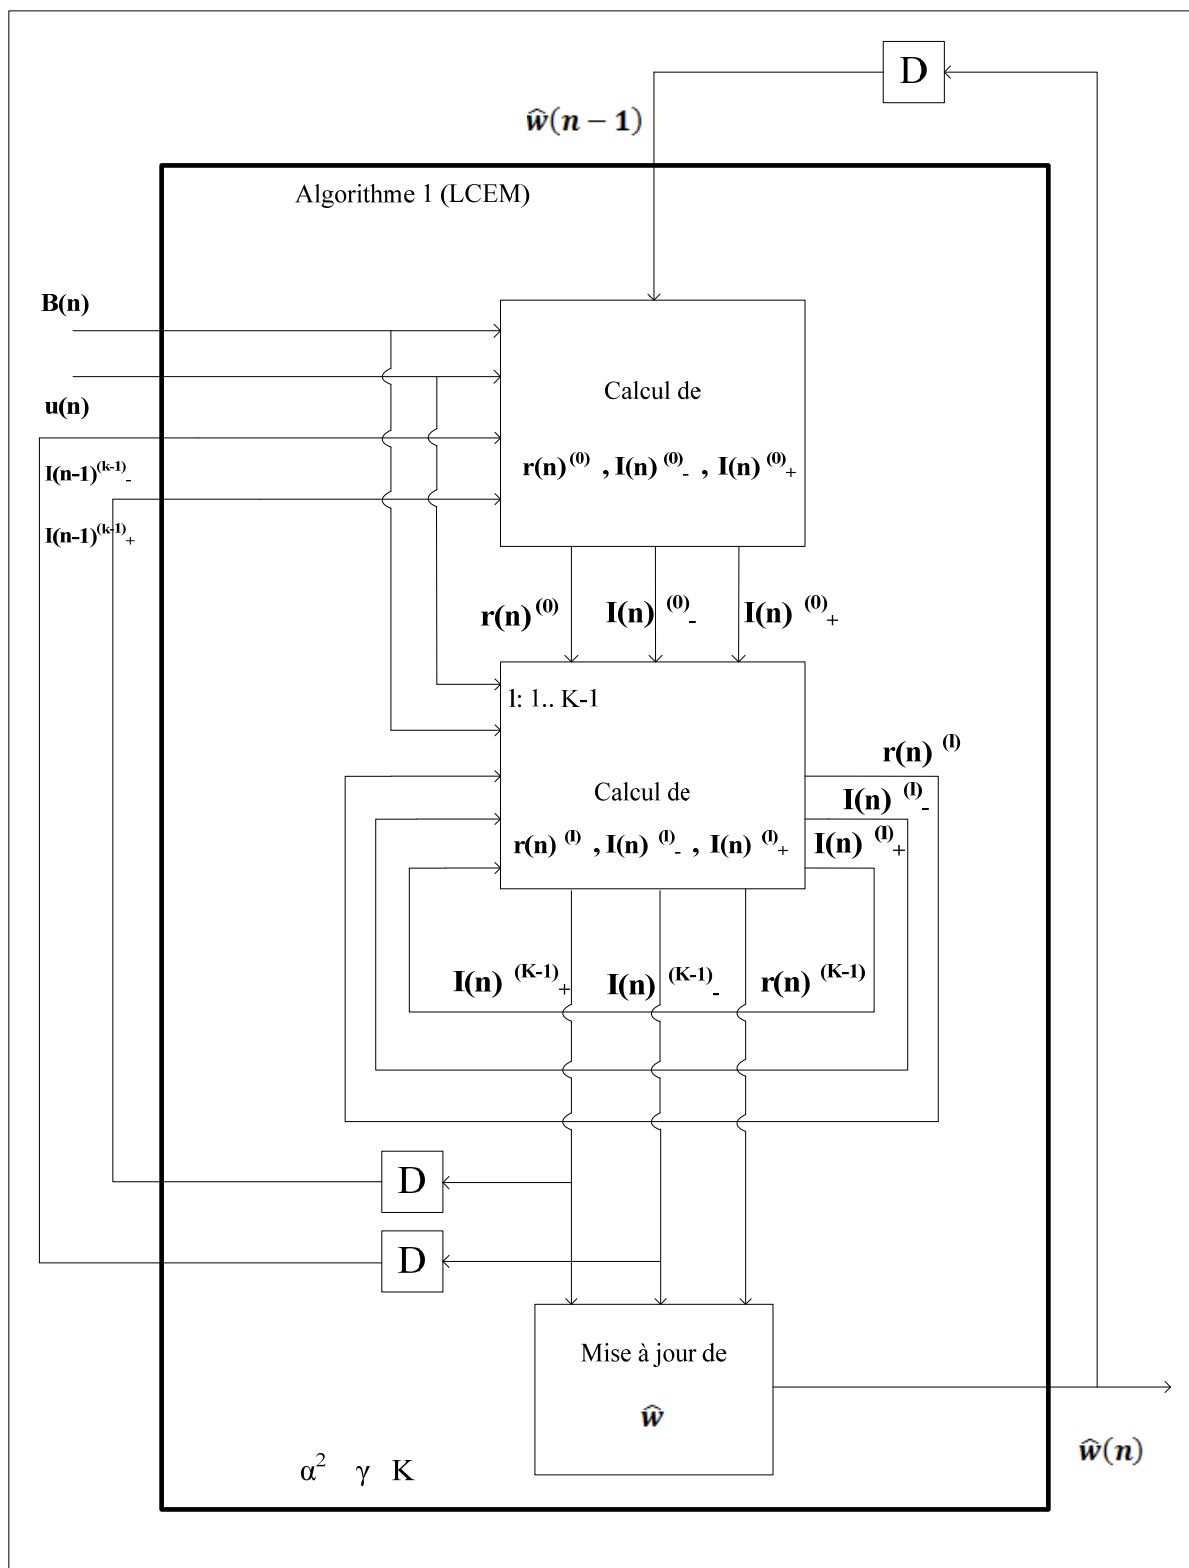 D
ŵ(n − 1)
Algorithme 1 (LCEM)
B(n)
u(n)
I(n-1)^(k-1)_-
I(n-1)^(k-1)_+
Calcul de
r(n)^(0) , I(n)^(0)_- , I(n)^(0)_+
r(n)^(0) I(n)^(0)_- I(n)^(0)_+
l: 1.. K-1
Calcul de
r(n)^(l) , I(n)^(l)_- , I(n)^(l)_+
r(n)^(l)
I(n)^(l)_-
I(n)^(l)_+
I(n)^(K-1)_+ I(n)^(K-1)_- r(n)^(K-1)
D
D
Mise à jour de
ŵ
ŵ(n)
α² γ K